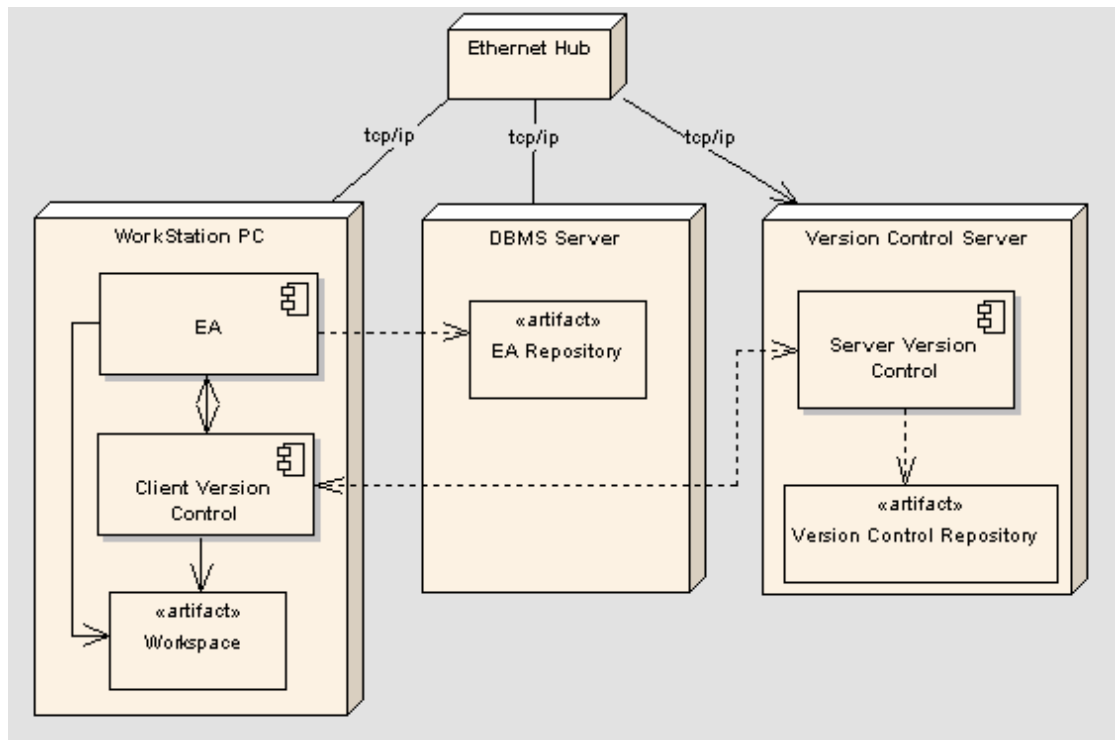 Ethernet Hub
tcp/ip
tcp/ip
tcp/ip
WorkStation PC
EA
Client Version
Control
«artifact»
Workspace
DBMS Server
«artifact»
EA Repository
Version Control Server
Server Version
Control
«artifact»
Version Control Repository